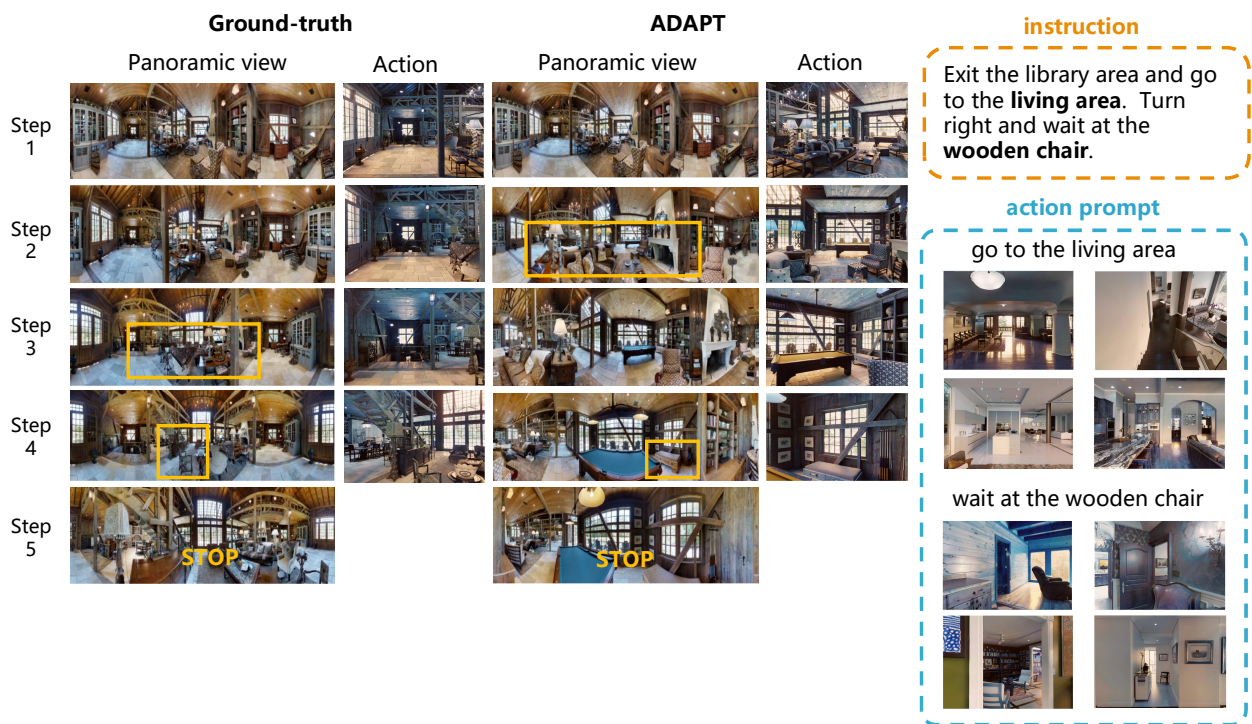 Ground-truth
ADAPT
Panoramic view
Action
Panoramic view
Action
Step
1
Step
2
Step
3
Step
4
Step
5
STOP
STOP
instruction
Exit the library area and go
to the living area. Turn
right and wait at the
wooden chair.
action prompt
go to the living area
wait at the wooden chair